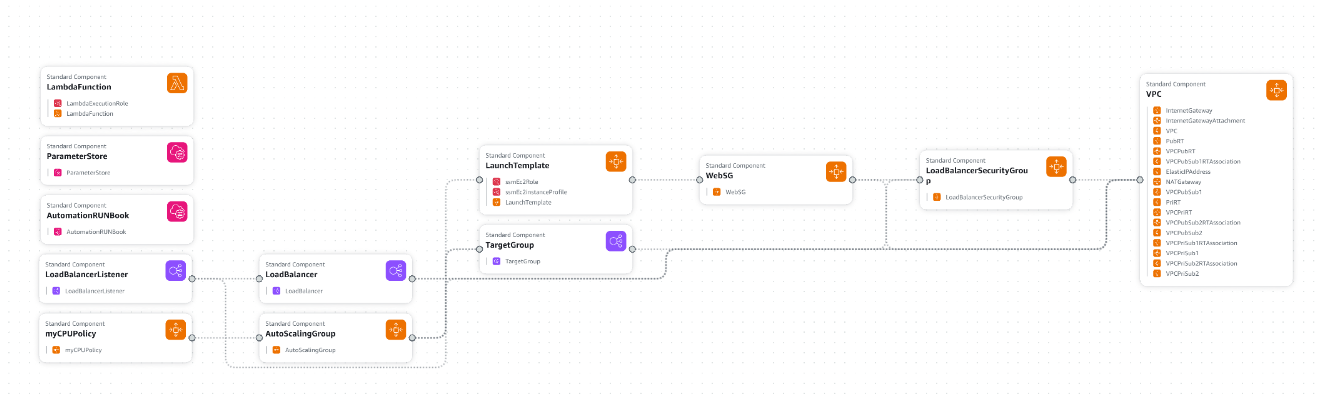 Standard Component
LambdaFunction
LambdaExecutionRole
LambdaFunction
Standard Component
ParameterStore
ParameterStore
Standard Component
AutomationRUNBook
AutomationRUNBook
Standard Component
LoadBalancerListener
LoadBalancerListener
Standard Component
myCPUPolicy
myCPUPolicy
Standard Component
LoadBalancer
LoadBalancer
Standard Component
AutoScalingGroup
AutoScalingGroup
Standard Component
LaunchTemplate
ssmEc2Role
ssmEc2InstanceProfile
LaunchTemplate
Standard Component
TargetGroup
TargetGroup
Standard Component
WebSG
WebSG
Standard Component
LoadBalancerSecurityGrou
p
LoadBalancerSecurityGroup
Standard Component
VPC
InternetGateway
InternetGatewayAttachment
VPC
PubRT
VPCPubRT
VPCPubSub1RTAssociation
ElasticIPAddress
NATGateway
VPCPubSub1
PriRT
VPCPriRT
VPCPubSub2RTAssociation
VPCPubSub2
VPCPriSub1RTAssociation
VPCPriSub1
VPCPriSub2RTAssociation
VPCPriSub2